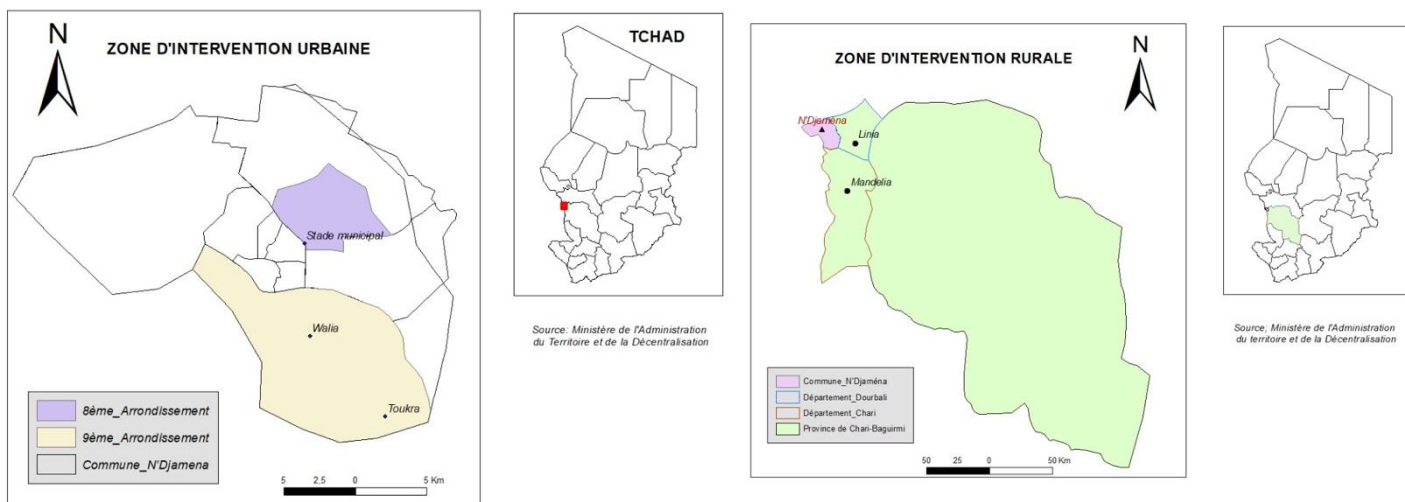 N
ZONE D'INTERVENTION URBAINE
Stade municipal
Walia
Toukra
8ème_Arrondissement
9ème_Arrondissement
Commune_N'Djamena
5 2,5 0 5 Km
TCHAD
Source: Ministère de l'Administration
du Territoire et de la Décentralisation
N
ZONE D'INTERVENTION RURALE
N'Djaména
Linia
Mandelia
Commune_N'Djaména
Département_Dourbali
Département_Chari
Province de Chari-Baguirmi
50 25 0 50 Km
Source; Ministère de l'Administration
du territoire et de la Décentralisation